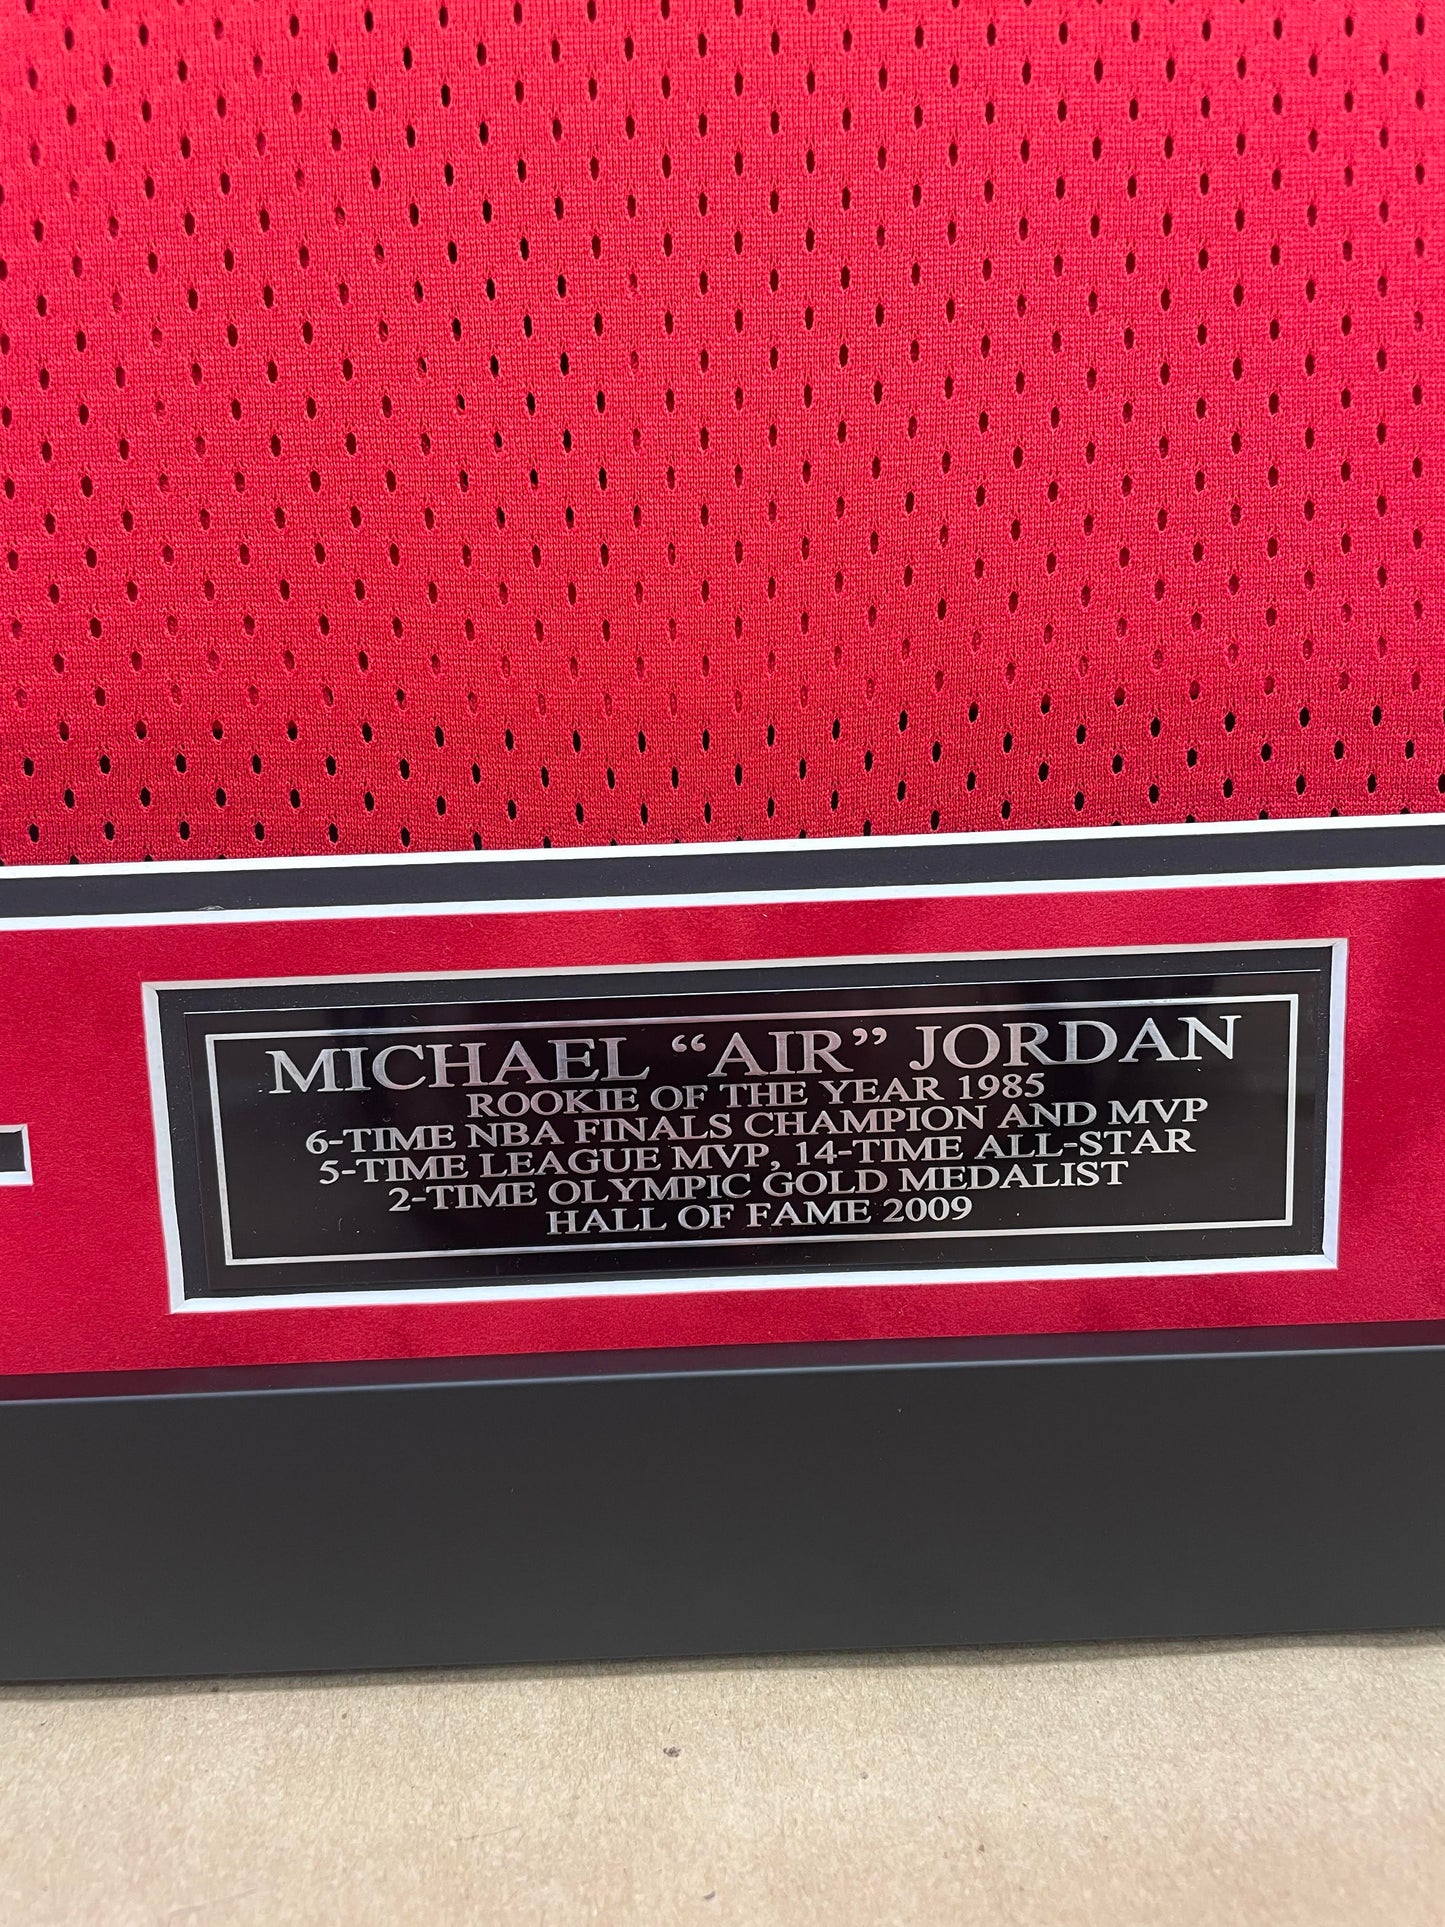 MICHAEL “AIR” JORDAN
ROOKIE OF THE YEAR 1985
6-TIME NBA FINALS CHAMPION AND MVP
5-TIME LEAGUE MVP, 14-TIME ALL-STAR
2-TIME OLYMPIC GOLD MEDALIST
HALL OF FAME 2009